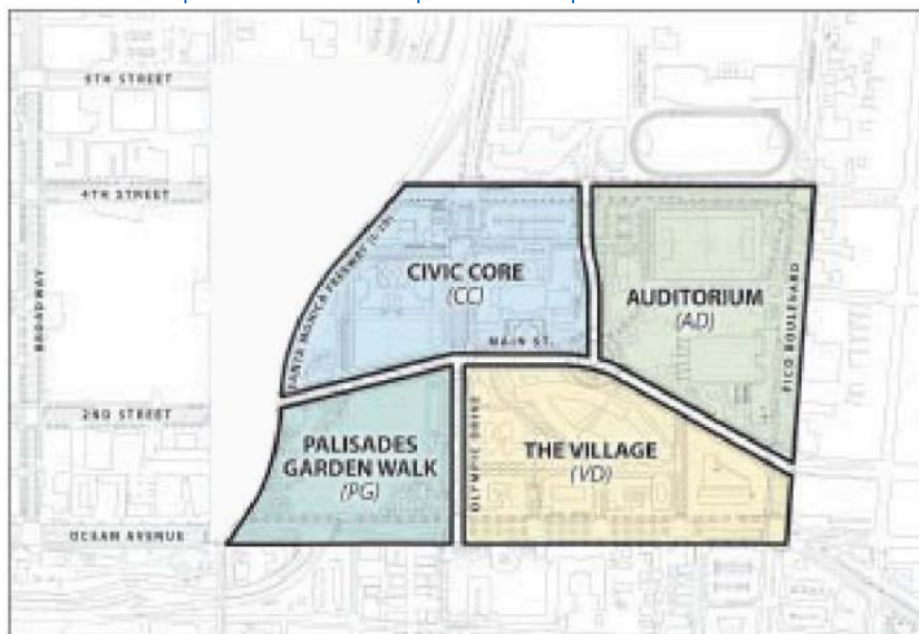 5TH STREET
4TH STREET
SANTA MONICA FREEWAY (I-10)
CIVIC CORE
(CC)
AUDITORIUM
(AD)
BROADWAY
MAIN ST.
PICO BOULEVARD
2ND STREET
PALISADES
GARDEN WALK
(PG)
OLYMPIC DRIVE
THE VILLAGE
(VD)
OCEAN AVENUE